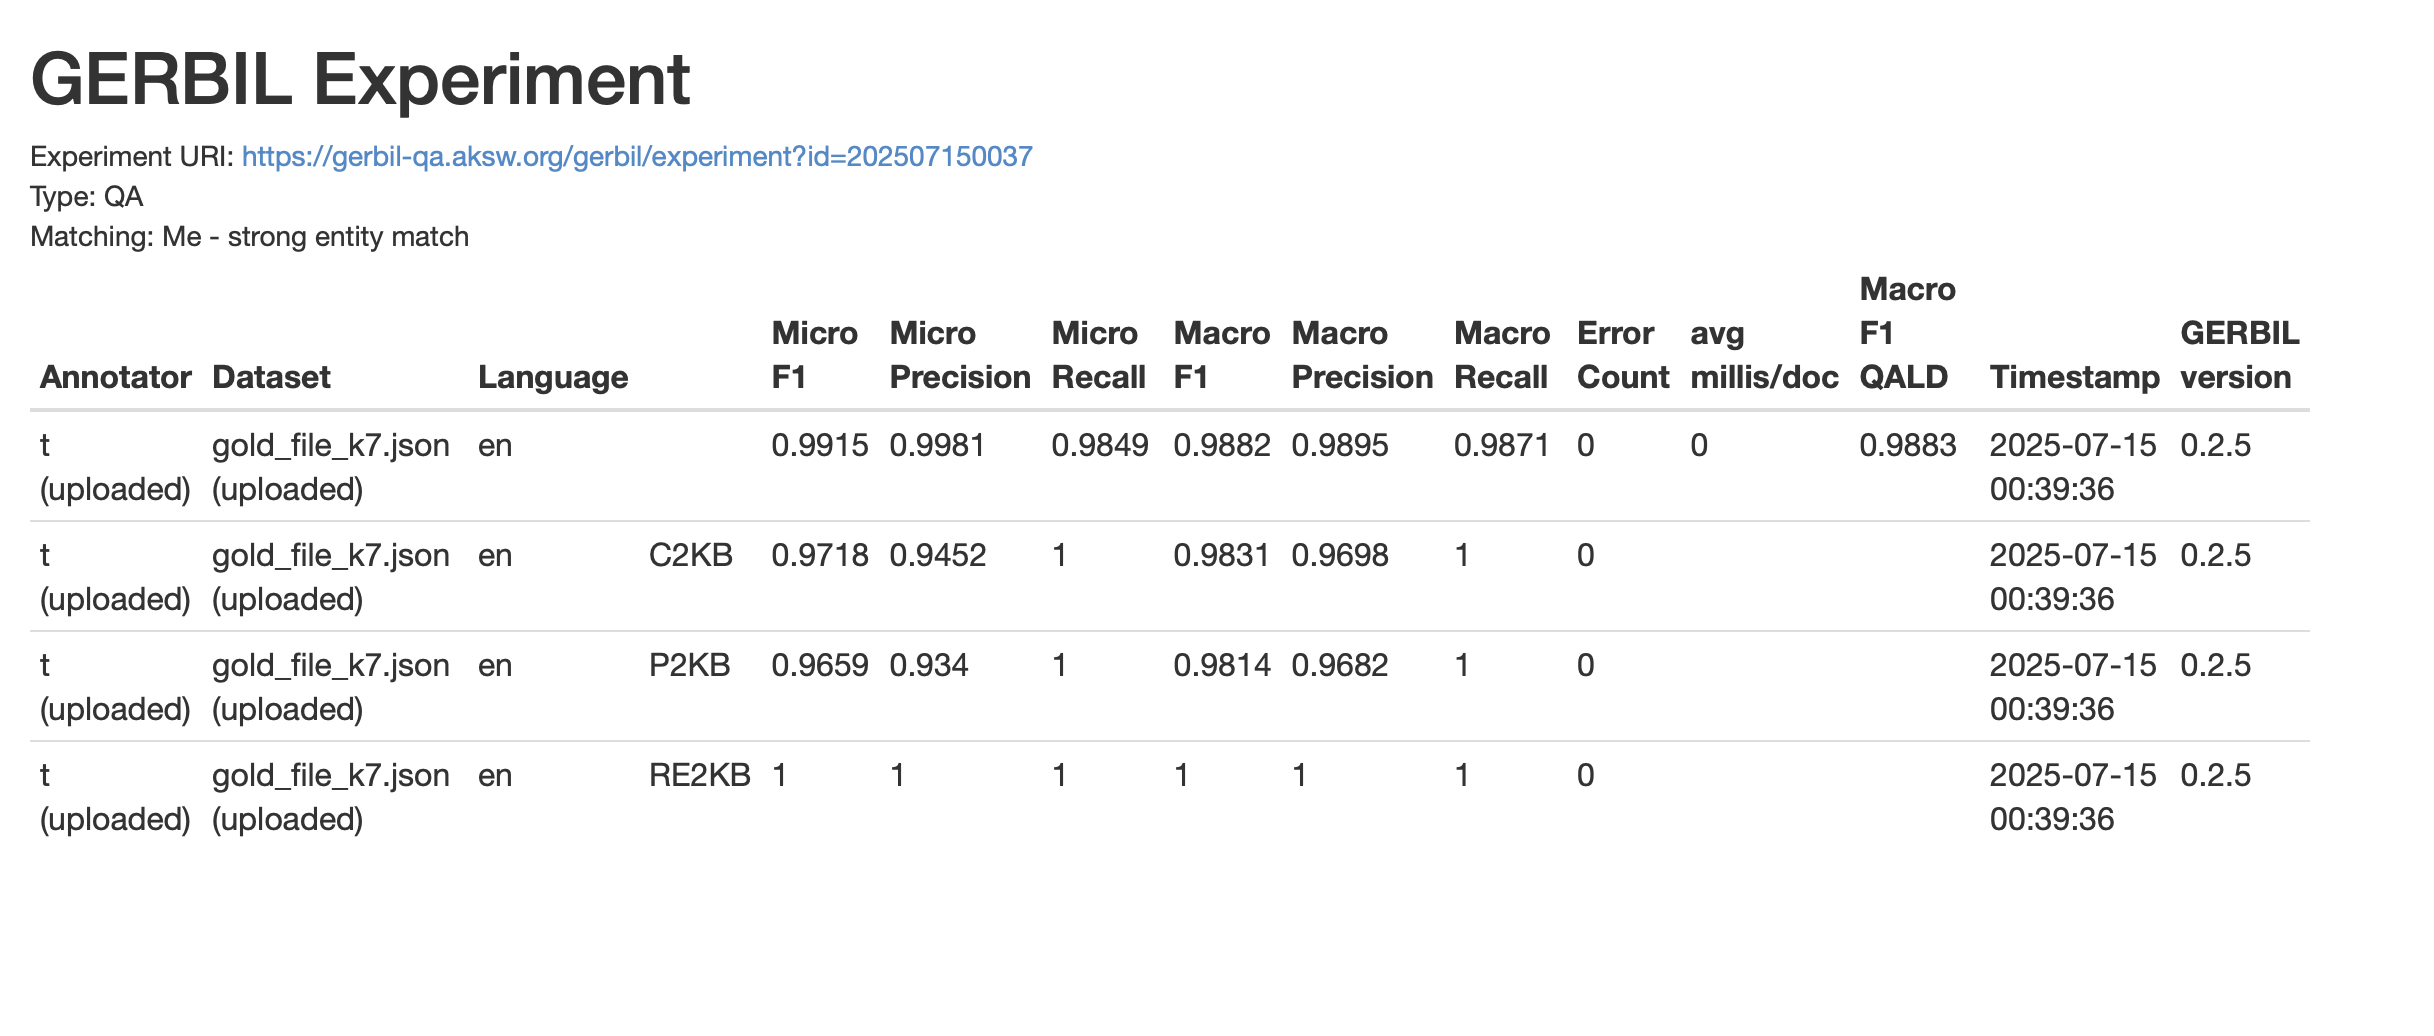 GERBIL Experiment
Experiment URI: https://gerbil-qa.aksw.org/gerbil/experiment?id=202507150037
Type: QA
Matching: Me - strong entity match
Annotator Dataset Language Micro F1 Micro Precision Micro Recall Macro F1 Macro Precision Macro Recall Error Count avg millis/doc Macro F1 QALD Timestamp GERBIL version
t (uploaded) gold_file_k7.json (uploaded) en 0.9915 0.9981 0.9849 0.9882 0.9895 0.9871 0 0 0.9883 2025-07-15 00:39:36 0.2.5
t (uploaded) gold_file_k7.json (uploaded) en C2KB 0.9718 0.9452 1 0.9831 0.9698 1 0 2025-07-15 00:39:36 0.2.5
t (uploaded) gold_file_k7.json (uploaded) en P2KB 0.9659 0.934 1 0.9814 0.9682 1 0 2025-07-15 00:39:36 0.2.5
t (uploaded) gold_file_k7.json (uploaded) en RE2KB 1 1 1 1 1 1 0 2025-07-15 00:39:36 0.2.5